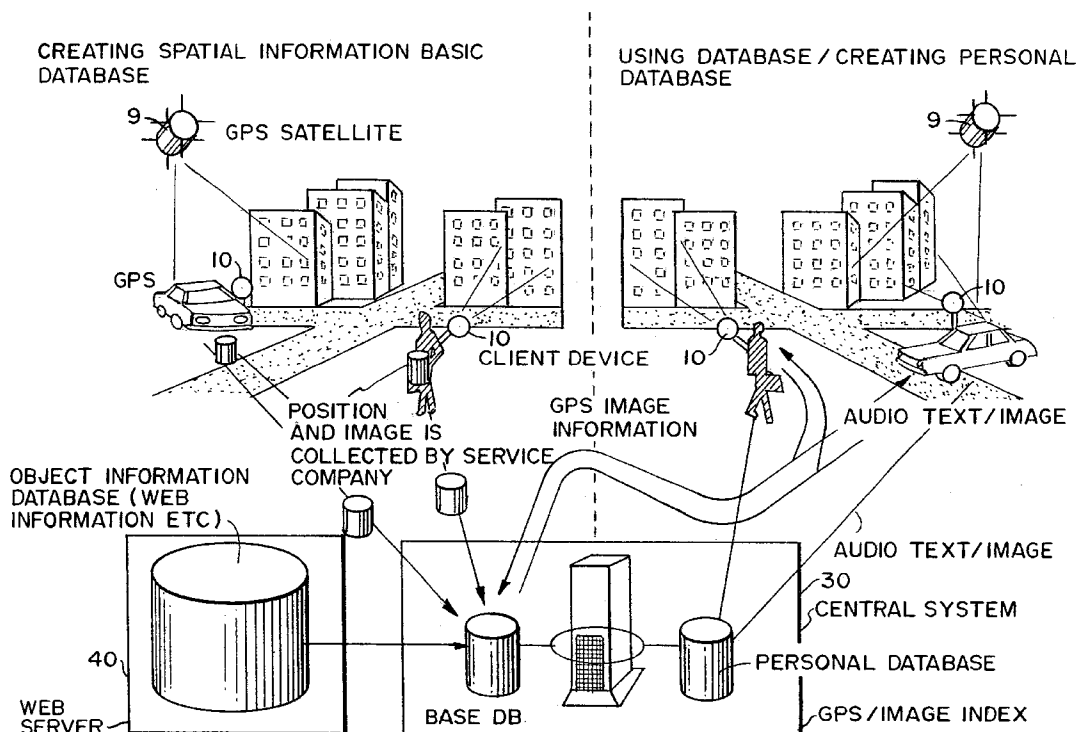 CREATING SPATIAL INFORMATION BASIC
DATABASE
USING DATABASE / CREATING PERSONAL
DATABASE
9
GPS SATELLITE
9
10
GPS
10
CLIENT DEVICE
10
10
POSITION
AND IMAGE IS
COLLECTED BY SERVICE
COMPANY
GPS IMAGE
INFORMATION
AUDIO TEXT/IMAGE
OBJECT INFORMATION
DATABASE (WEB
INFORMATION ETC)
AUDIO TEXT/IMAGE
30
CENTRAL SYSTEM
40
PERSONAL DATABASE
WEB
SERVER
BASE DB
GPS/IMAGE INDEX